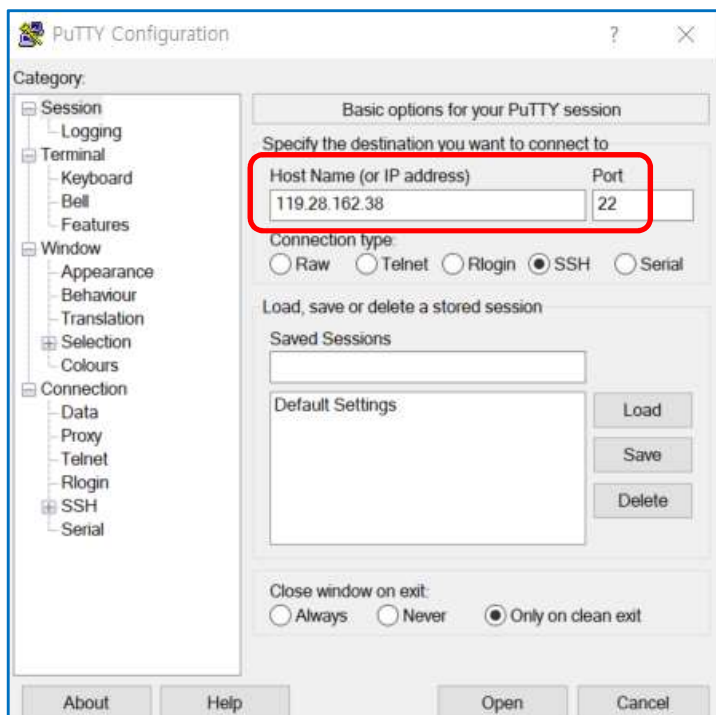 PuTTY Configuration
?
Category:
Session
Logging
Terminal
Keyboard
Bell
Features
Window
Appearance
Behaviour
Translation
Selection
Colours
Connection
Data
Proxy
Telnet
Rlogin
SSH
Serial
Basic options for your PuTTY session
Specify the destination you want to connect to
Host Name (or IP address) Port
119.28.162.38 22
Connection type:
Raw Telnet Rlogin SSH Serial
Load, save or delete a stored session
Saved Sessions
Default Settings
Load
Save
Delete
Close window on exit:
Always Never Only on clean exit
About Help Open Cancel